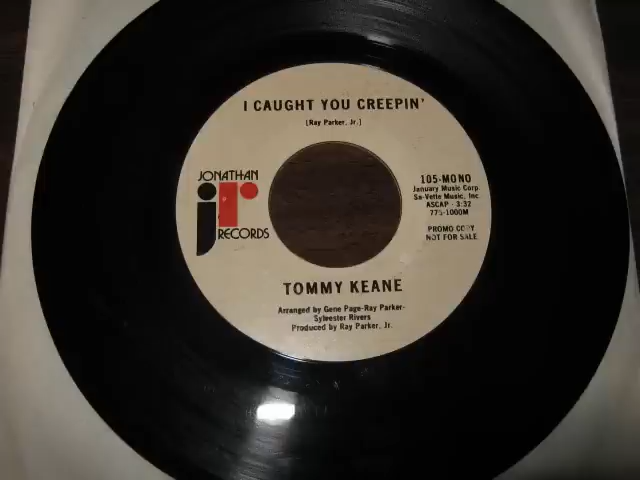 I CAUGHT YOU CREEPIN'
[Ray Parker, Jr.]
JONATHAN
jr
RECORDS
105-MONO
January Music Corp.
Sa-Vette Music, Inc.
ASCAP - 3:32
775-1000M
PROMO COPY
NOT FOR SALE
TOMMY KEANE
Arranged by Gene Page-Ray Parker-
Sylvester Rivers
Produced by Ray Parker, Jr.